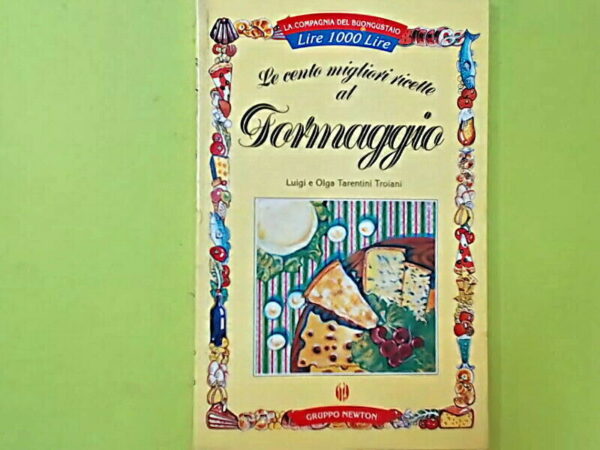 LA COMPAGNIA DEL BUONGUSTAIO
Lire 1000 Lire
Le cento migliori ricette
al
Formaggio
Luigi e Olga Tarentini Troiani
GRUPPO NEWTON